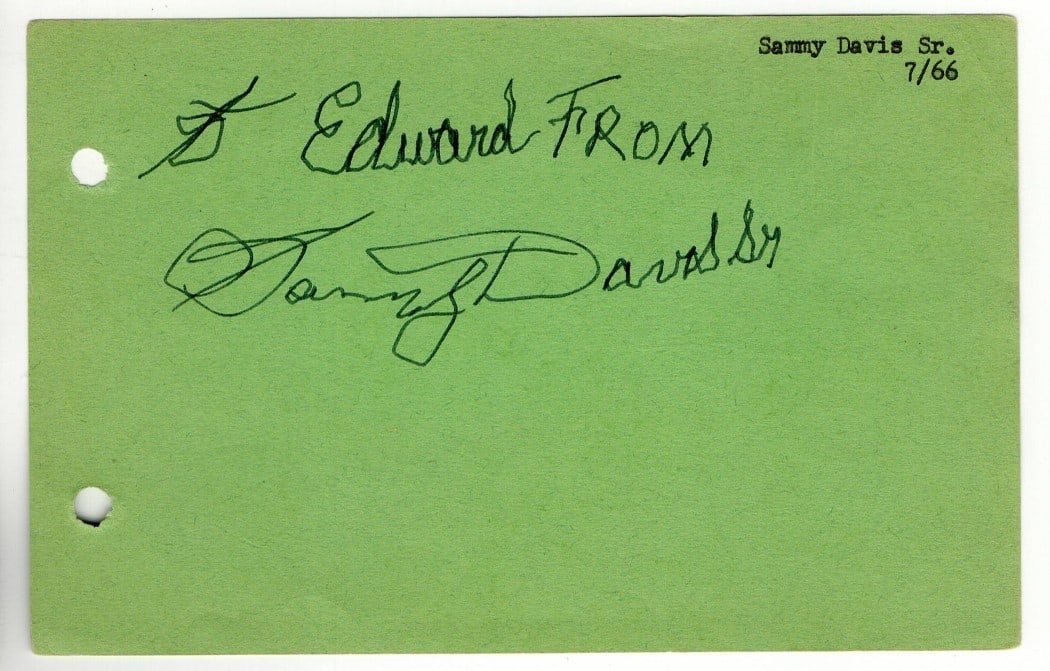 Sammy Davis Sr.
7/66
To Edward FROM
Sammy Davis Sr